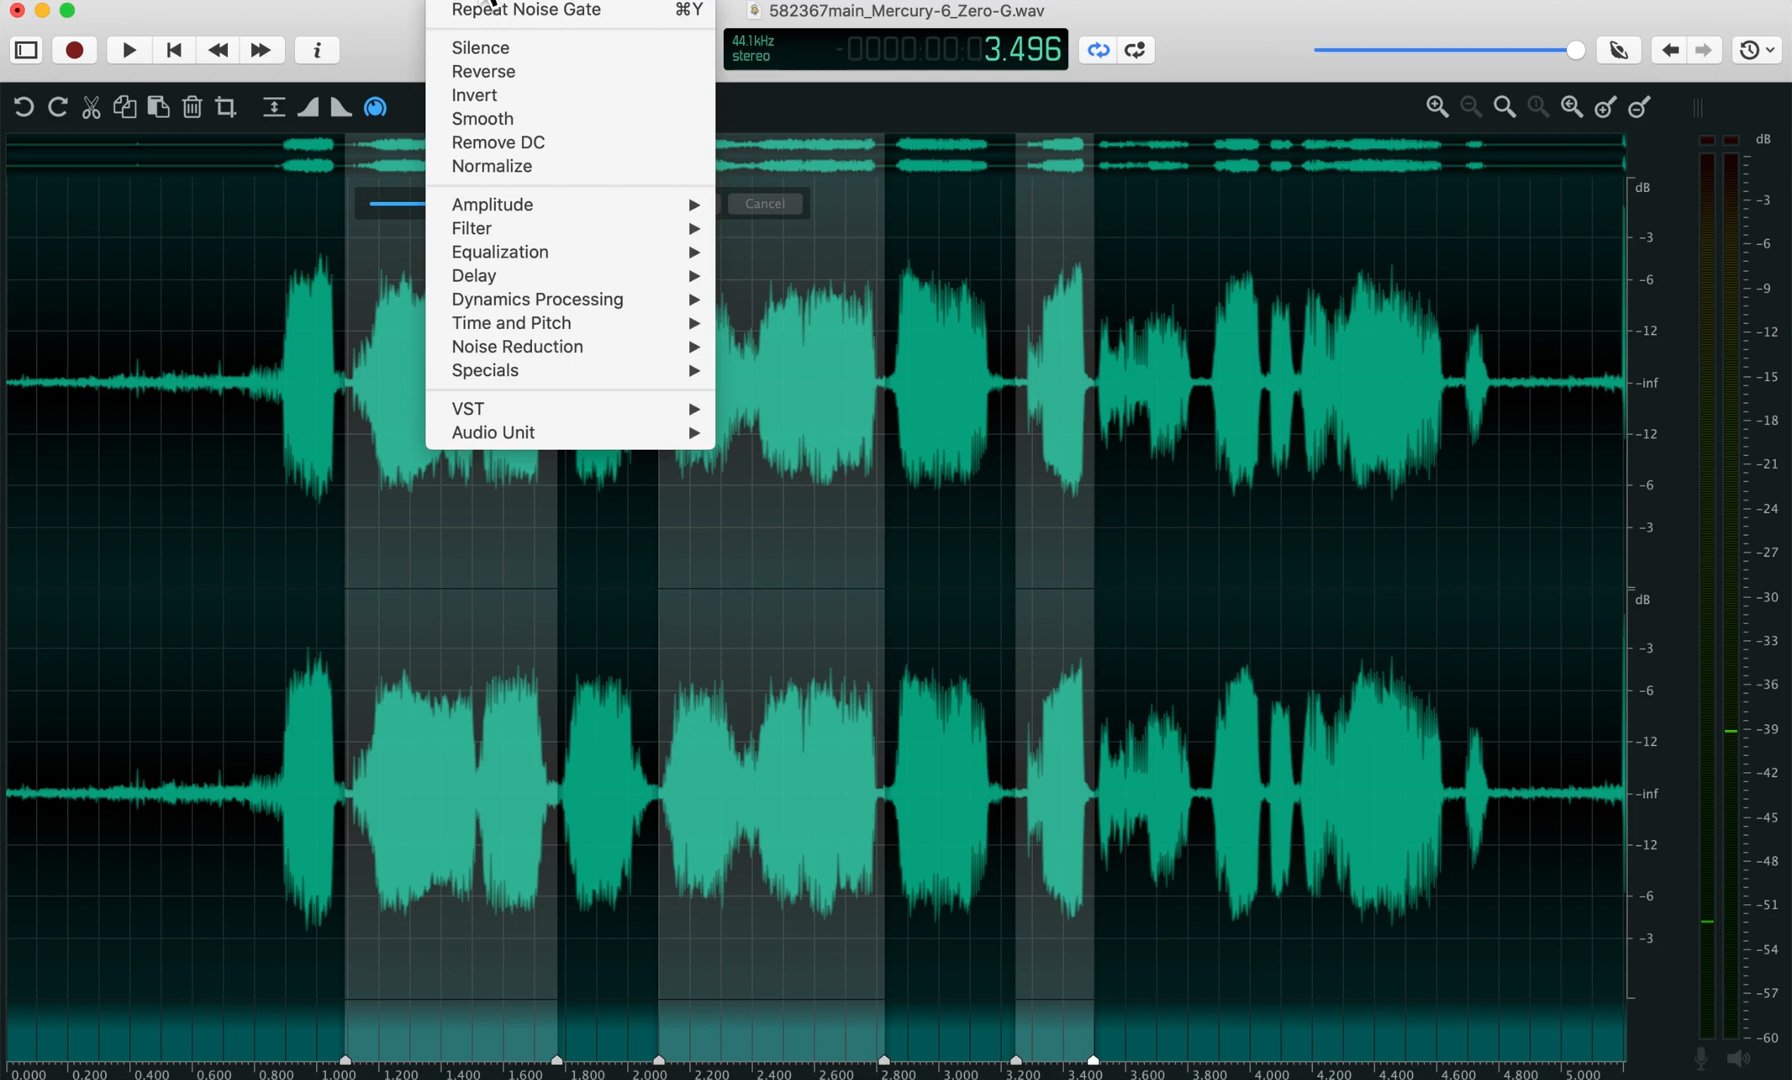 Repeat Noise Gate ⌘Y
582367main_Mercury-6_Zero-G.wav
44.1kHz
stereo
-0000:00:03.496
Silence
Reverse
Invert
Smooth
Remove DC
Normalize
Amplitude
Filter
Equalization
Delay
Dynamics Processing
Time and Pitch
Noise Reduction
Specials
VST
Audio Unit
Cancel
dB
-3
-6
-12
-inf
-12
-6
-3
dB
-3
-6
-12
-inf
-12
-6
-3
dB
-3
-6
-9
-12
-15
-18
-21
-24
-27
-30
-33
-36
-39
-42
-45
-48
-51
-54
-57
-60
0.000 0.200 0.400 0.600 0.800 1.000 1.200 1.400 1.600 1.800 2.000 2.200 2.400 2.600 2.800 3.000 3.200 3.400 3.600 3.800 4.000 4.200 4.400 4.600 4.800 5.000